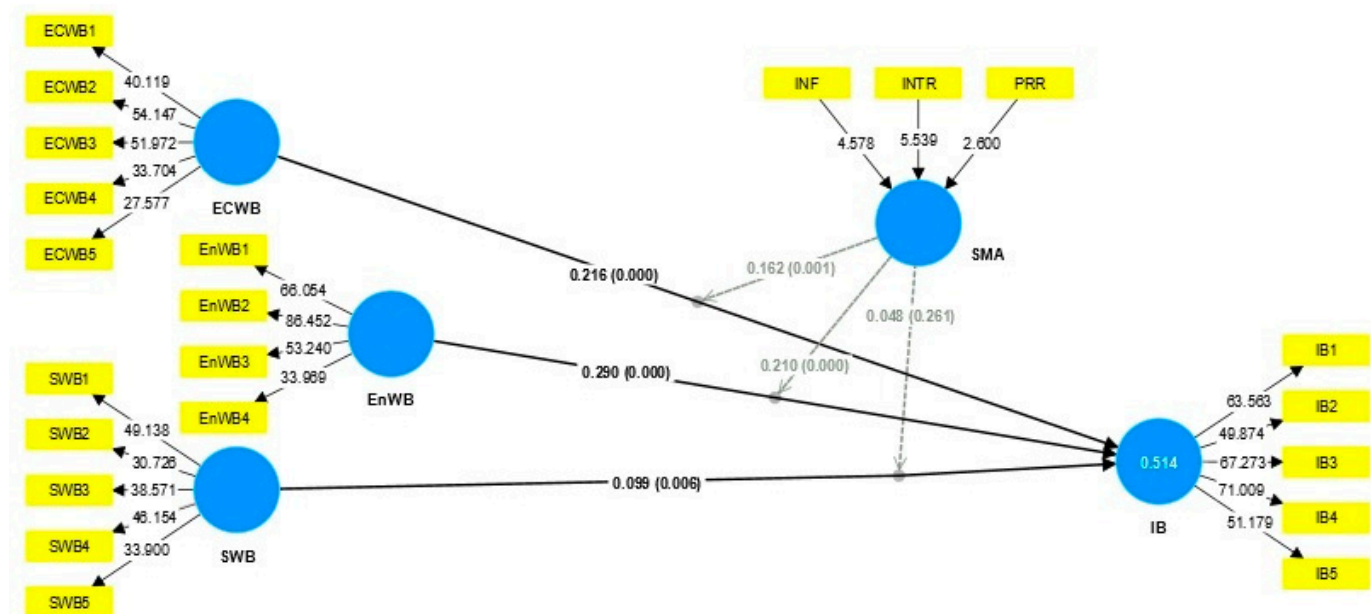 ECWB1
40.119
ECWB2
54.147
ECWB3
51.972
ECWB4
33.704
ECWB5
27.577
ECWB
INF
INTR
PRR
4.578
5.539
2.600
SMA
EnWB1
66.054
EnWB2
86.452
EnWB3
53.240
EnWB4
33.969
EnWB
0.216 (0.000)
0.162 (0.001)
0.048 (0.261)
0.210 (0.000)
0.290 (0.000)
SWB1
49.138
SWB2
30.726
SWB3
38.571
SWB4
46.154
SWB5
33.900
SWB
0.099 (0.006)
0.514
IB
IB1
63.563
IB2
49.874
IB3
67.273
IB4
71.009
IB5
51.179